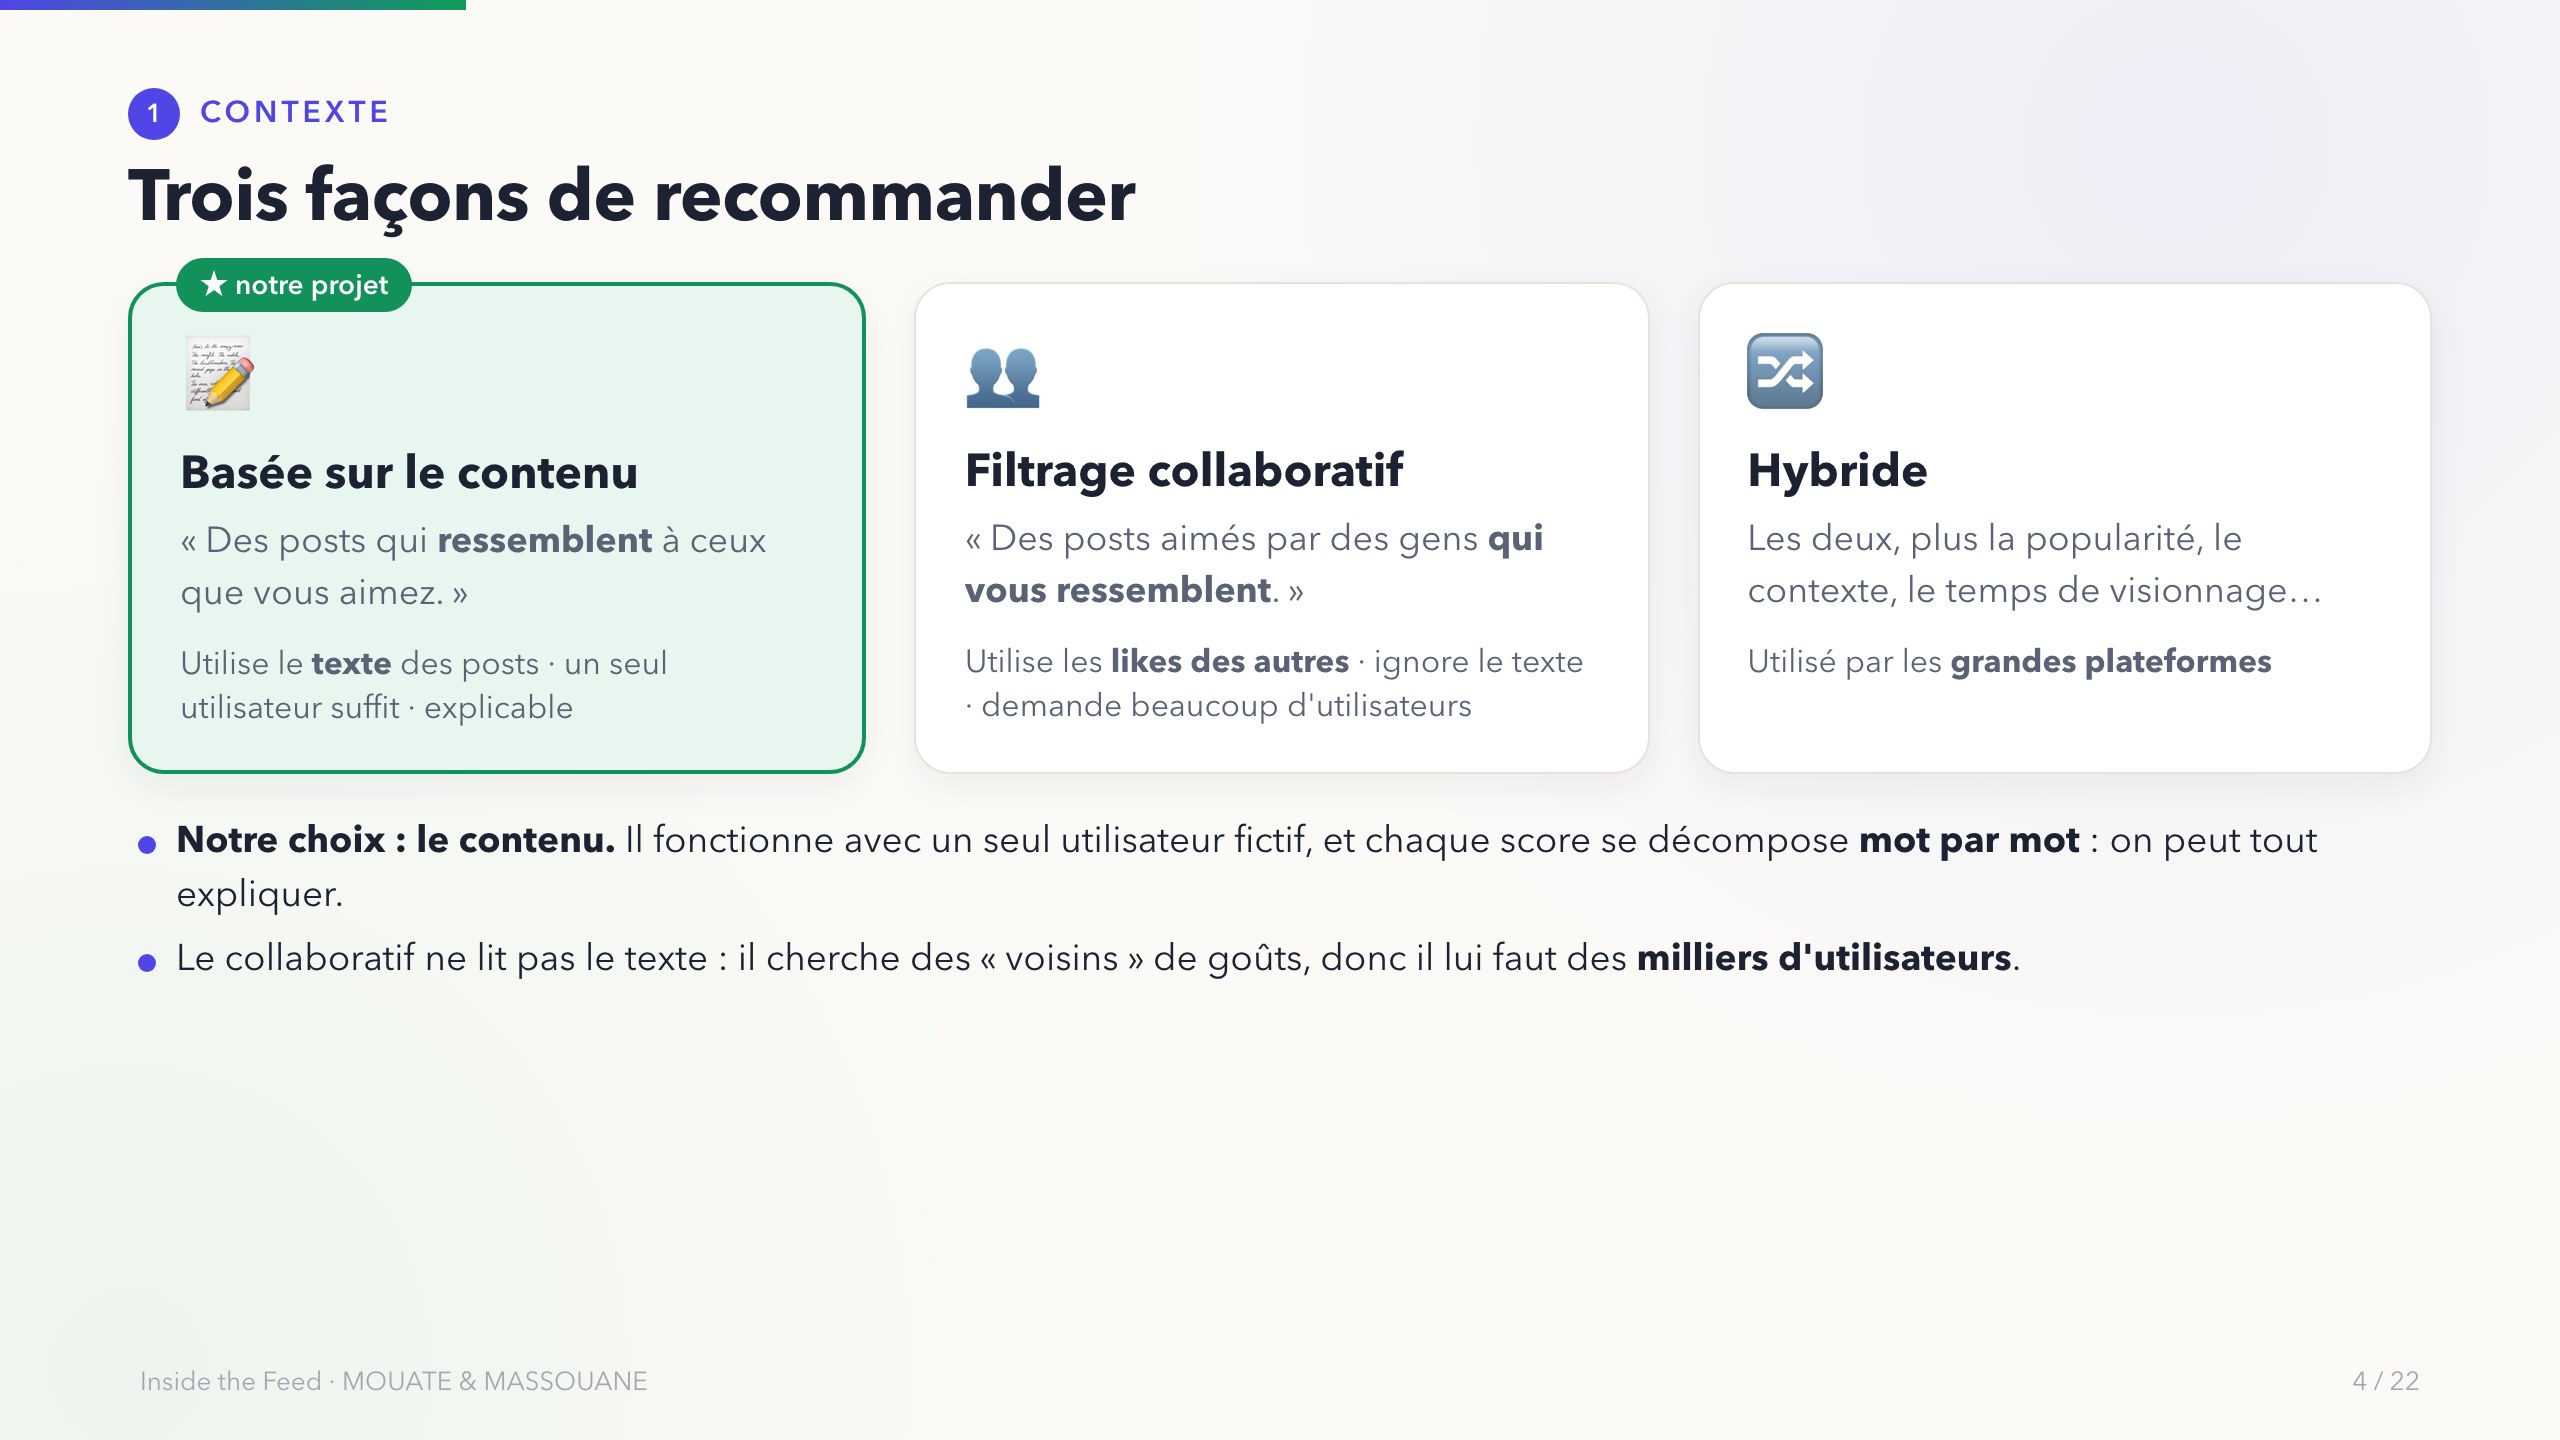 1 CONTEXTE
Trois façons de recommander
★ notre projet
Basée sur le contenu
« Des posts qui ressemblent à ceux
que vous aimez. »
Utilise le texte des posts · un seul
utilisateur suffit · explicable
Filtrage collaboratif
« Des posts aimés par des gens qui
vous ressemblent. »
Utilise les likes des autres · ignore le texte
· demande beaucoup d'utilisateurs
Hybride
Les deux, plus la popularité, le
contexte, le temps de visionnage…
Utilisé par les grandes plateformes
Notre choix : le contenu. Il fonctionne avec un seul utilisateur fictif, et chaque score se décompose mot par mot : on peut tout
expliquer.
Le collaboratif ne lit pas le texte : il cherche des « voisins » de goûts, donc il lui faut des milliers d'utilisateurs.
Inside the Feed · MOUATE & MASSOUANE
4 / 22